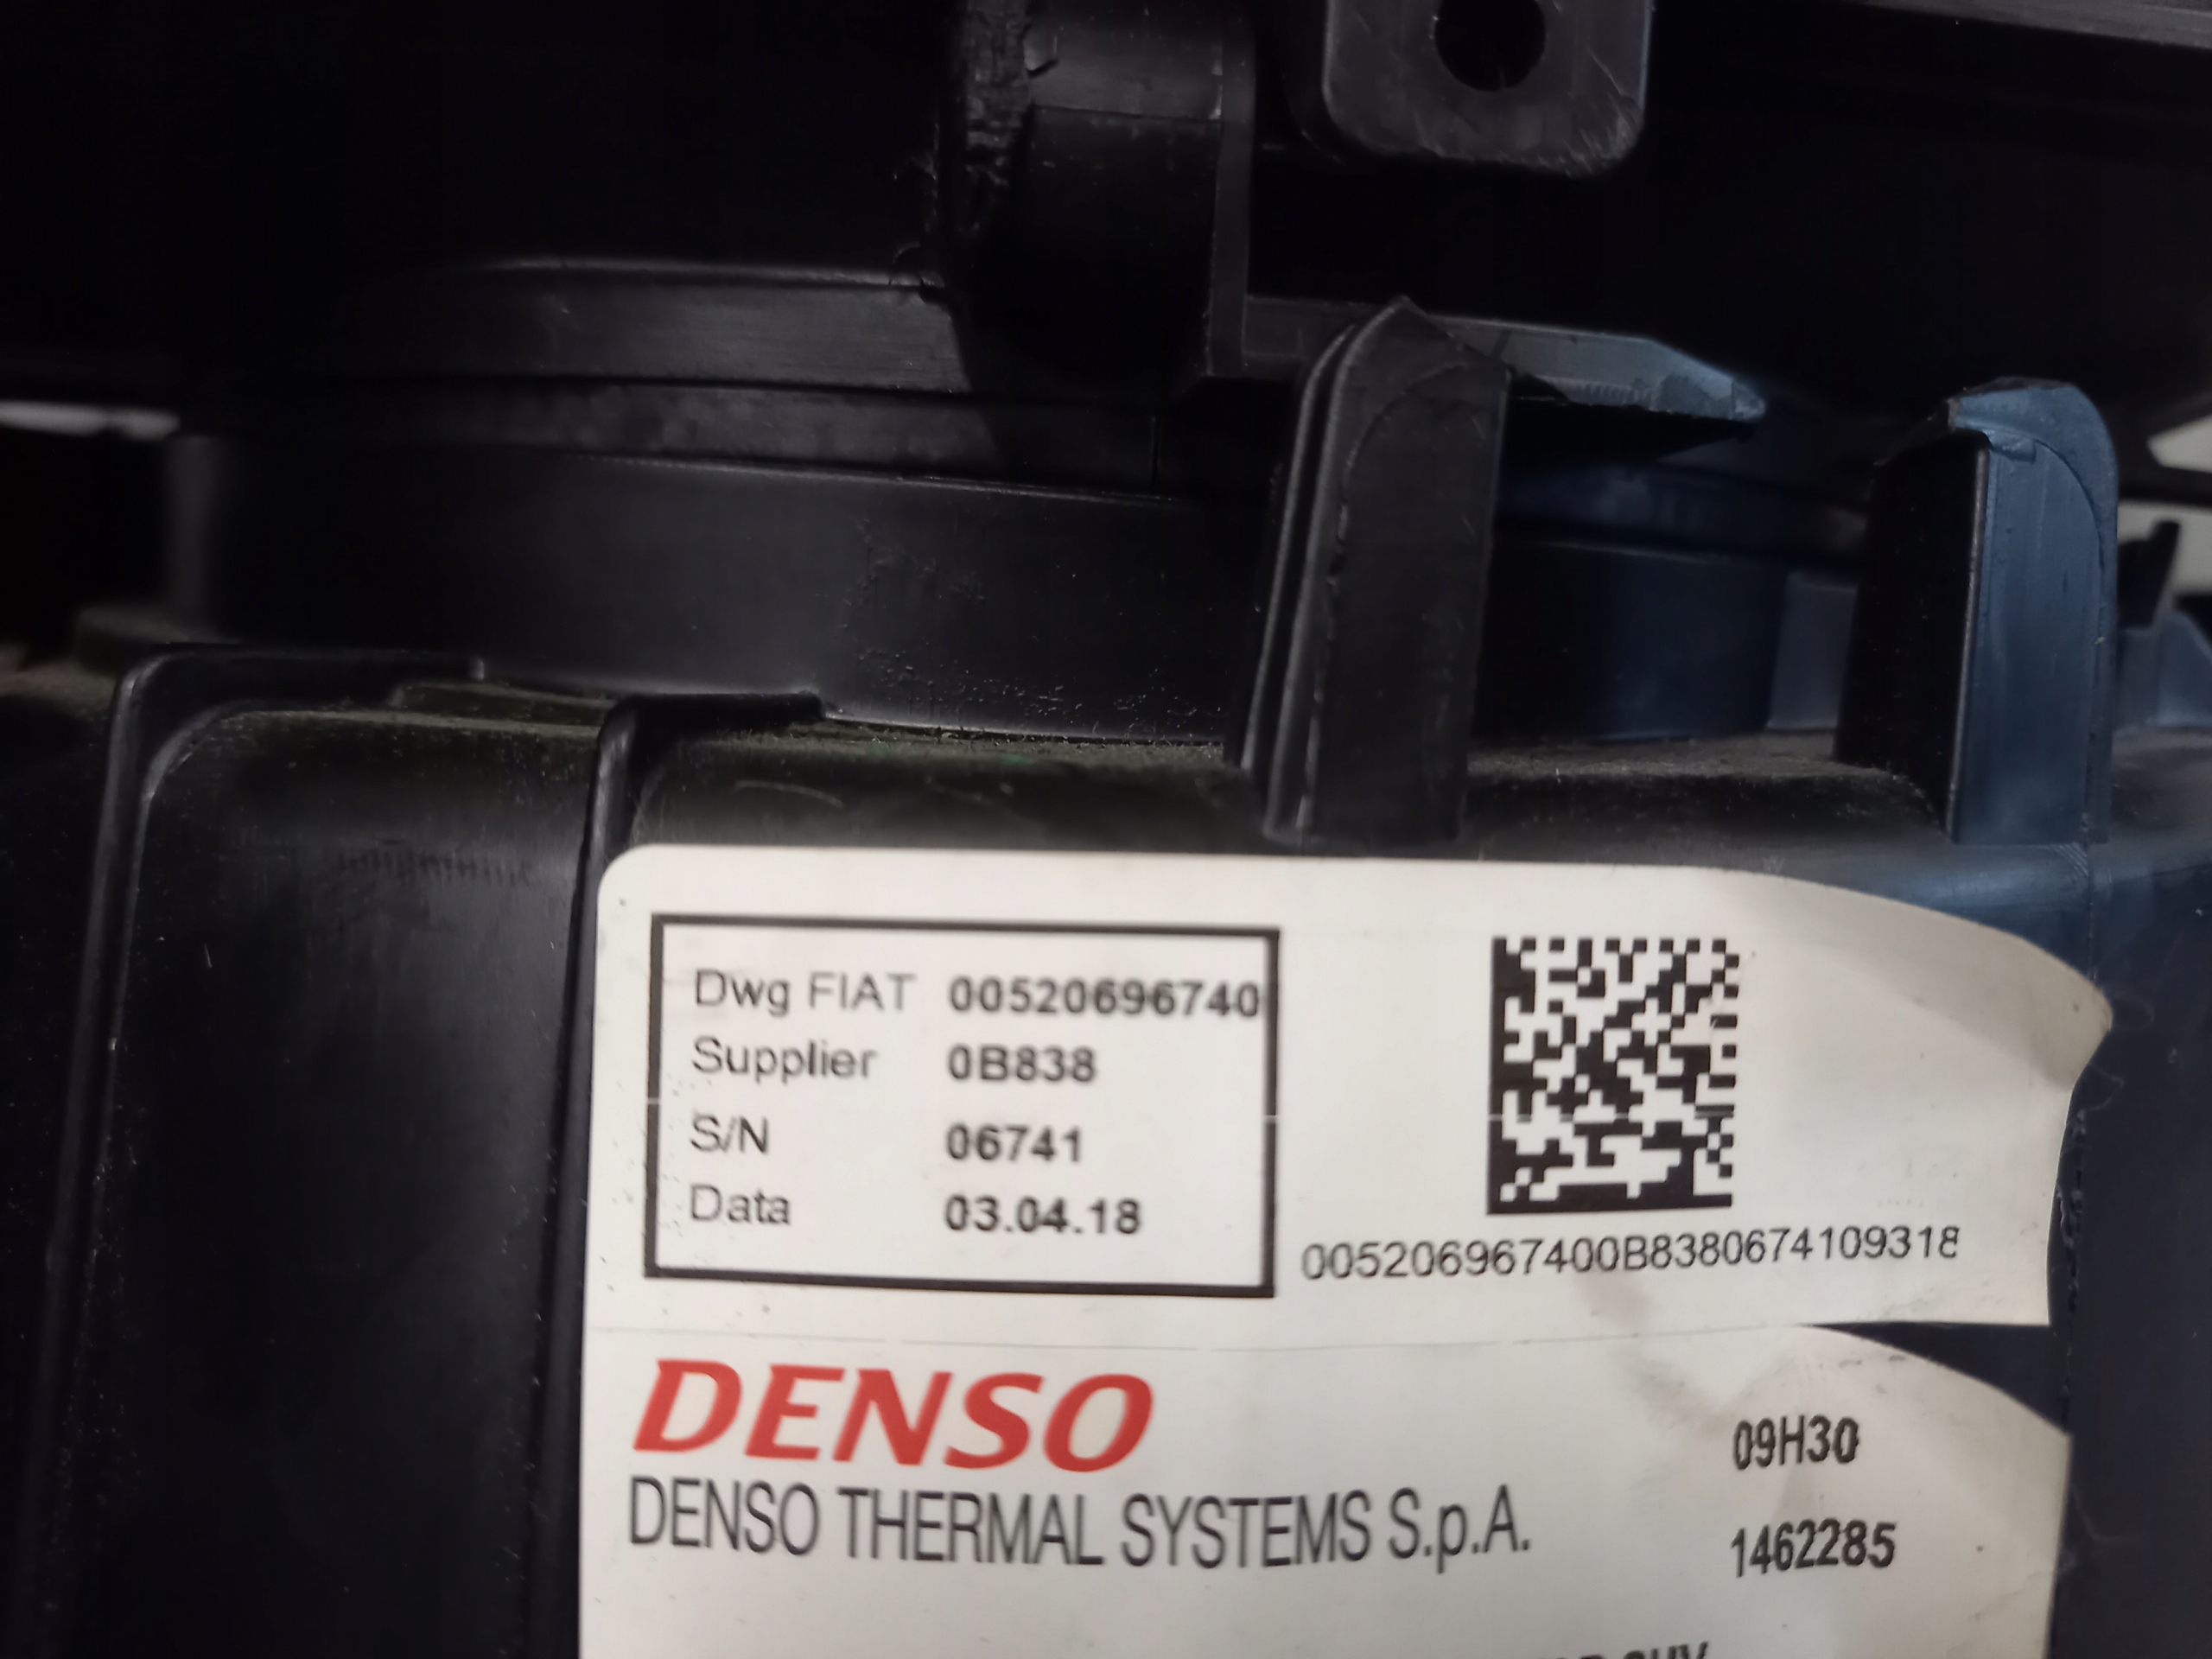 Dwg FIAT 00520696740
Supplier 0B838
S/N 06741
Data 03.04.18
005206967400B8380674109318
DENSO
DENSO THERMAL SYSTEMS S.p.A.
09H30
1462285